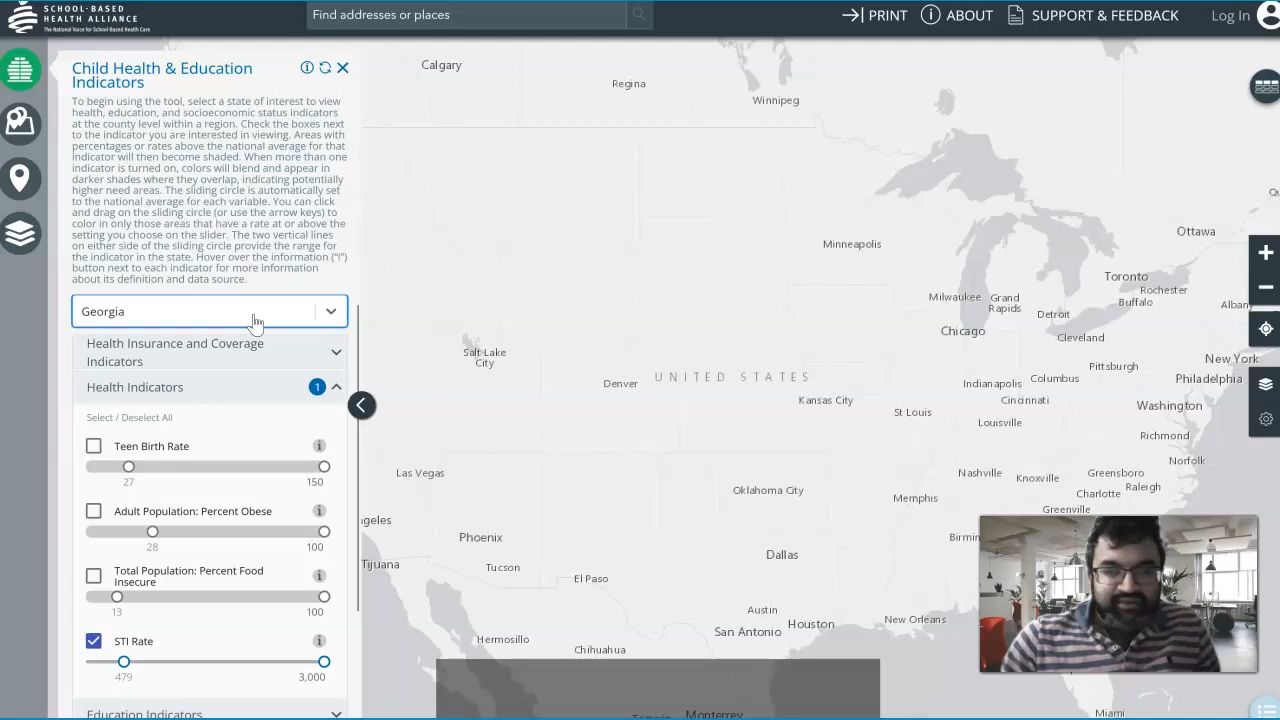 SCHOOL-BASED
HEALTH ALLIANCE
The National Voice for School-Based Health Care
Find addresses or places
PRINT
ABOUT
SUPPORT & FEEDBACK
Log In
Child Health & Education
Indicators
To begin using the tool, select a state of interest to view
health, education, and socioeconomic status indicators
at the county level within a region. Check the boxes next
to the indicator you are interested in viewing. Areas with
percentages or rates above the national average for that
indicator will then become shaded. When more than one
indicator is turned on, colors will blend and appear in
darker shades where they overlap, indicating potentially
higher need areas. The sliding circle is automatically set
to the national average for each variable. You can click
and drag on the sliding circle (or use the arrow keys) to
color in only those areas that have a rate at or above the
setting you choose on the slider. The two vertical lines
on either side of the sliding circle provide the range for
the indicator in the state. Hover over the information ("i")
button next to each indicator for more information
about its definition and data source.
Georgia
Health Insurance and Coverage
Indicators
Health Indicators
1
Select / Deselect All
Teen Birth Rate
27 150
Adult Population: Percent Obese
28 100
Total Population: Percent Food
Insecure
13 100
STI Rate
479 3,000
Education Indicators
Calgary
Regina
Winnipeg
Qu
Ottawa
Minneapolis
Toronto
Rochester
Buffalo
Albany
Milwaukee
Grand
Rapids
Detroit
Chicago
Cleveland
New York
Salt Lake
City
Pittsburgh
Philadelphia
UNITED STATES
Denver
Indianapolis
Columbus
Kansas City
Cincinnati
St Louis
Washington
Louisville
Richmond
Norfolk
Las Vegas
Nashville
Knoxville
Greensboro
Raleigh
Oklahoma City
Memphis
Charlotte
Greenville
geles
Phoenix
Birmin
Dallas
Tijuana
Tucson
El Paso
Austin
Houston
New Orleans
San Antonio
Hermosillo
Chihuahua
Monterrey
Miami